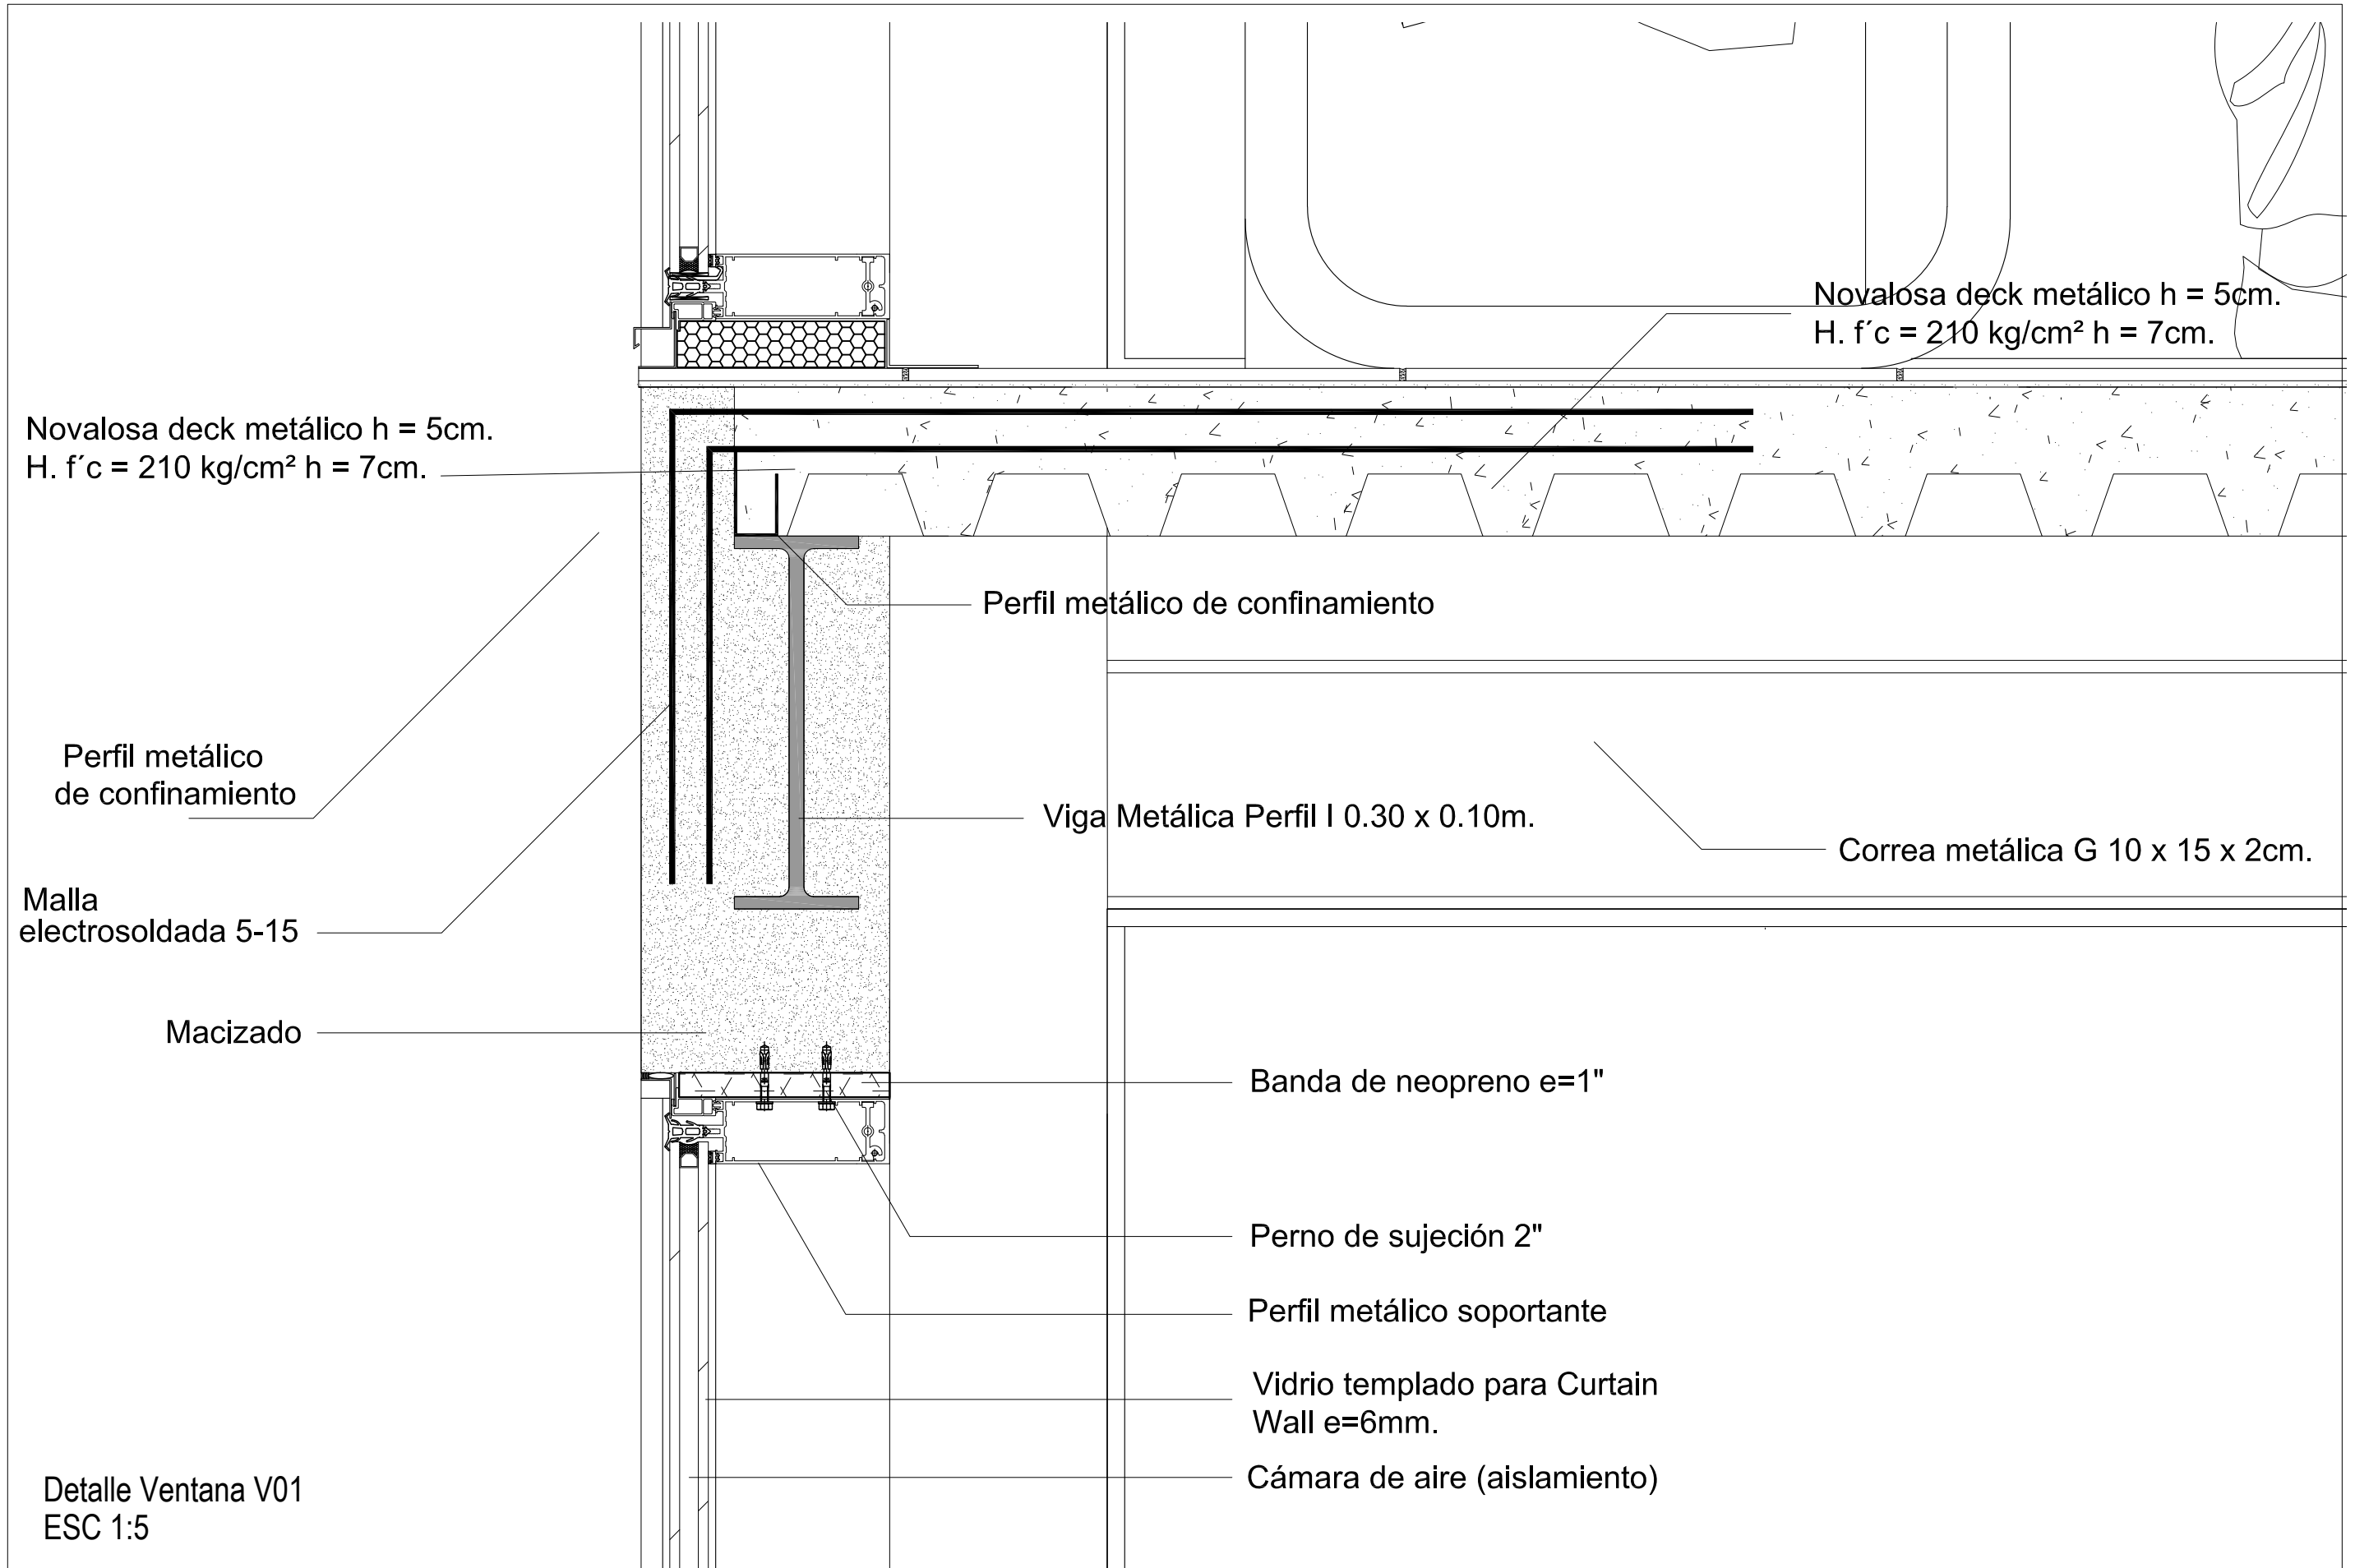 Novalosa deck metálico h = 5cm.
H. f´c = 210 kg/cm² h = 7cm.
Novalosa deck metálico h = 5cm.
H. f´c = 210 kg/cm² h = 7cm.
Perfil metálico de confinamiento
Perfil metálico
de confinamiento
Viga Metálica Perfil I 0.30 x 0.10m.
Correa metálica G 10 x 15 x 2cm.
Malla
electrosoldada 5-15
Macizado
Banda de neopreno e=1"
Perno de sujeción 2"
Perfil metálico soportante
Vidrio templado para Curtain
Wall e=6mm.
Cámara de aire (aislamiento)
Detalle Ventana V01
ESC 1:5